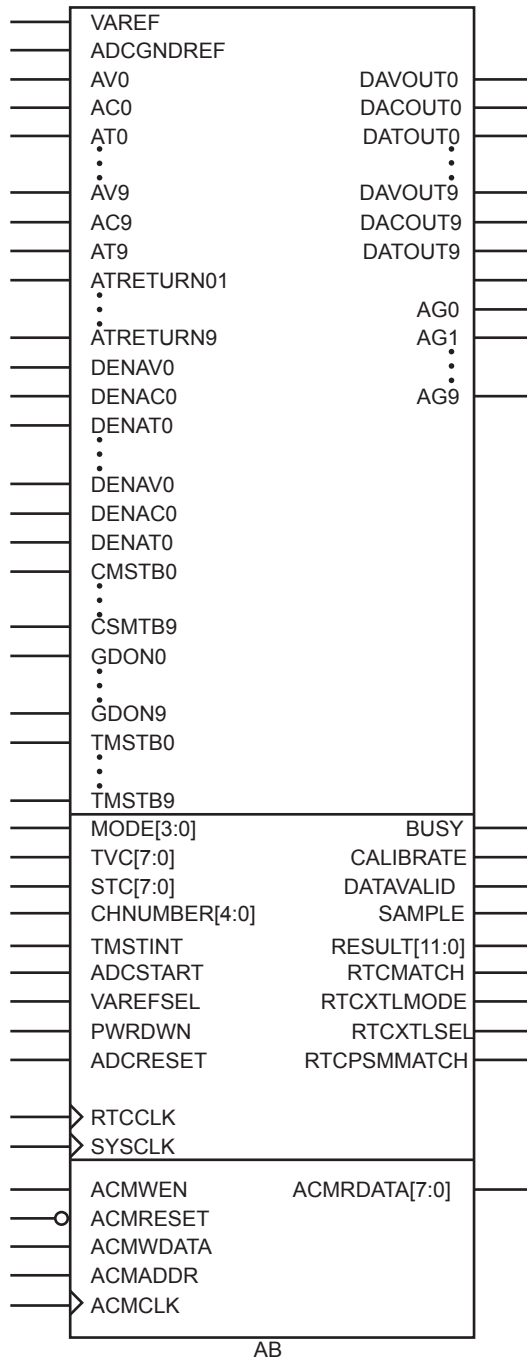 VAREF
ADCGNDREF
AV0 DAVOUT0
AC0 DACOUT0
AT0 DATOUT0
AV9 DAVOUT9
AC9 DACOUT9
AT9 DATOUT9
ATRETURN01
AG0
ATRETURN9 AG1
DENAV0
DENAC0 AG9
DENAT0
DENAV0
DENAC0
DENAT0
CMSTB0
CSMTB9
GDON0
GDON9
TMSTB0
TMSTB9
MODE[3:0] BUSY
TVC[7:0] CALIBRATE
STC[7:0] DATAVALID
CHNUMBER[4:0] SAMPLE
TMSTINT RESULT[11:0]
ADCSTART RTCMATCH
VAREFSEL RTCXTLMODE
PWRDWN RTCXTLSEL
ADCRESET RTCPSMMATCH
RTCCLK
SYSCLK
ACMWEN ACMRDATA[7:0]
ACMRESET
ACMWDATA
ACMADDR
ACMCLK
AB